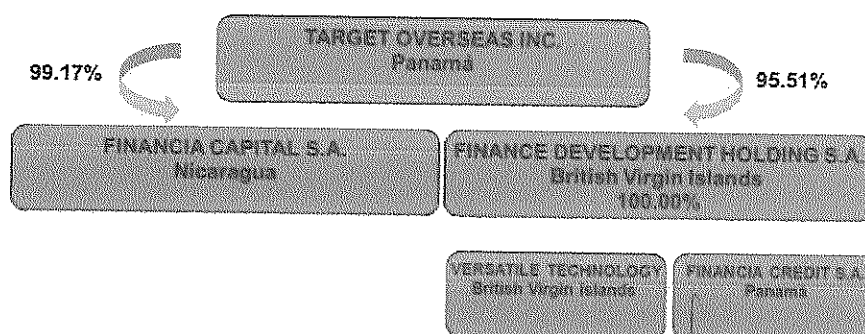 TARGET OVERSEAS INC.
Panamá
99.17%
95.51%
FINANCIA CAPITAL S.A.
Nicaragua
FINANCE DEVELOPMENT HOLDING S.A
British Virgin Islands
100.00%
VERSATILE TECHNOLOGY
British Virgin Islands
FINANCIA CREDIT S.A.
Panama